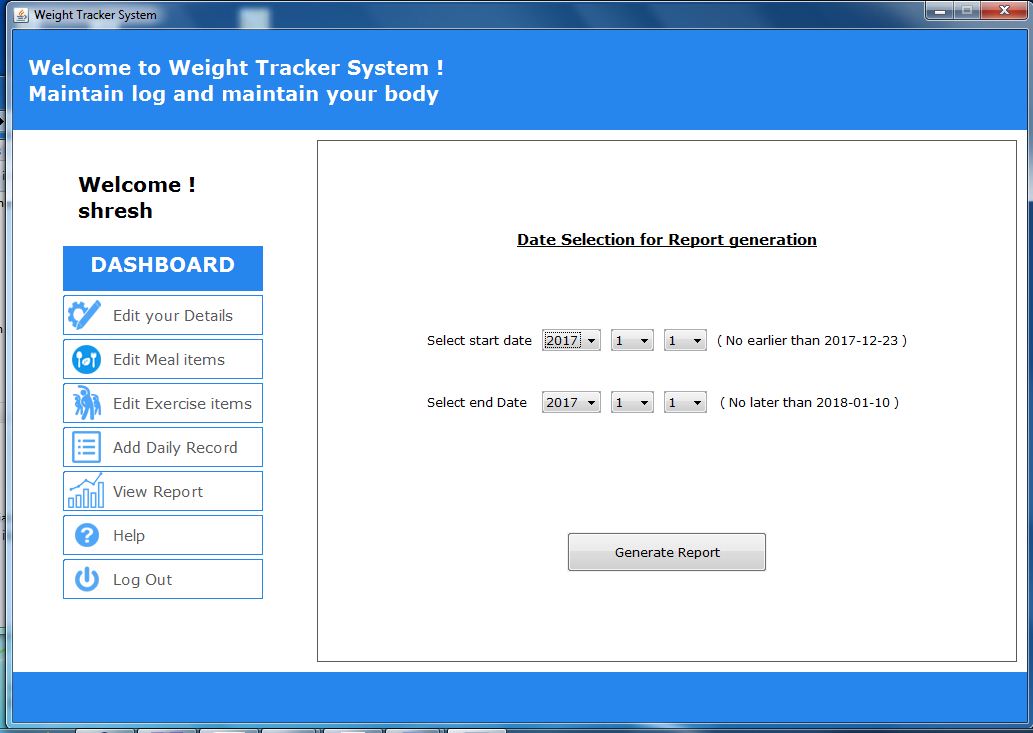 Weight Tracker System
Welcome to Weight Tracker System !
Maintain log and maintain your body
Welcome !
shresh
DASHBOARD
Edit your Details
Edit Meal items
Edit Exercise items
Add Daily Record
View Report
Help
Log Out
Date Selection for Report generation
Select start date 2017 1 1 ( No earlier than 2017-12-23 )
Select end Date 2017 1 1 ( No later than 2018-01-10 )
Generate Report